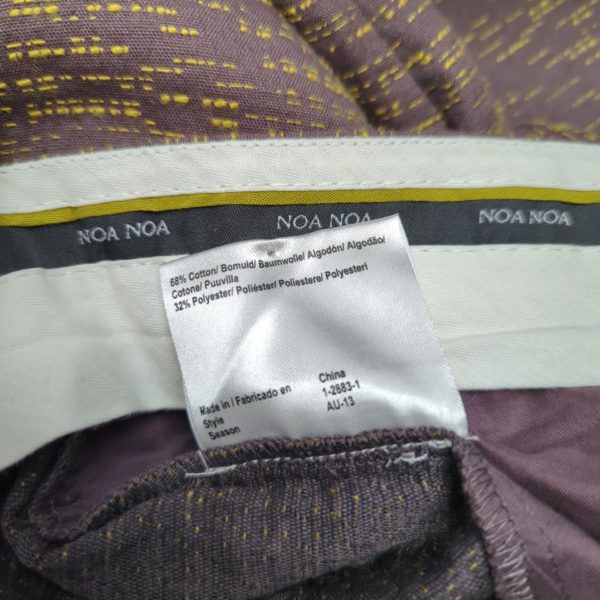 NOA NOA NOA NOA NOA NOA
68% Cotton/ Bomuld/ Baumwolle/ Algodón/ Algodão/
Cotone/ Puuvilla
32% Polyester/ Poliéster/ Poliestere/ Polyesteri
Made in / Fabricado en China
Style 1-2683-1
Season AU-13